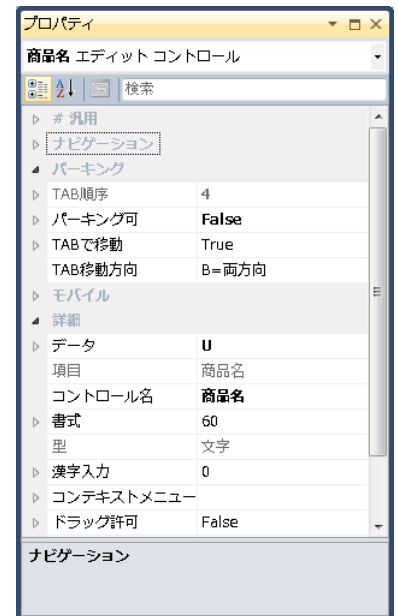 プロパティ
商品名 エディット コントロール
検索
# 汎用
ナビゲーション
パーキング
TAB順序 4
パーキング可 False
TABで移動 True
TAB移動方向 B=両方向
モバイル
詳細
データ U
項目 商品名
コントロール名 商品名
書式 60
型 文字
漢字入力 0
コンテキストメニュー
ドラッグ許可 False
ナビゲーション